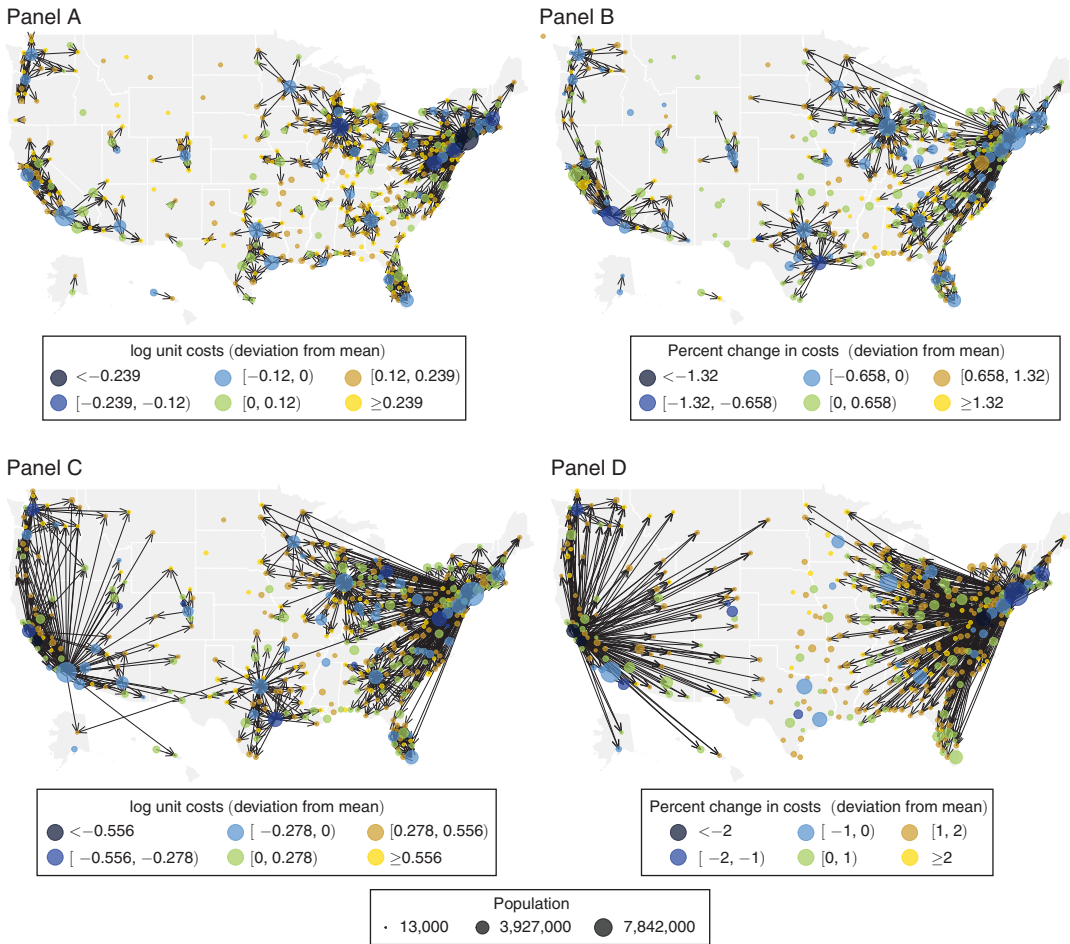 Panel A
Panel B
log unit costs (deviation from mean)
<−0.239
[−0.12, 0)
[0.12, 0.239)
[−0.239, −0.12)
[0, 0.12)
≥0.239
Percent change in costs (deviation from mean)
<−1.32
[−0.658, 0)
[0.658, 1.32)
[−1.32, −0.658)
[0, 0.658)
≥1.32
Panel C
Panel D
log unit costs (deviation from mean)
<−0.556
[ −0.278, 0)
[0.278, 0.556)
[ −0.556, −0.278)
[0, 0.278)
≥0.556
Percent change in costs (deviation from mean)
<−2
[ −1, 0)
[1, 2)
[ −2, −1)
[0, 1)
≥2
Population
13,000 3,927,000 7,842,000